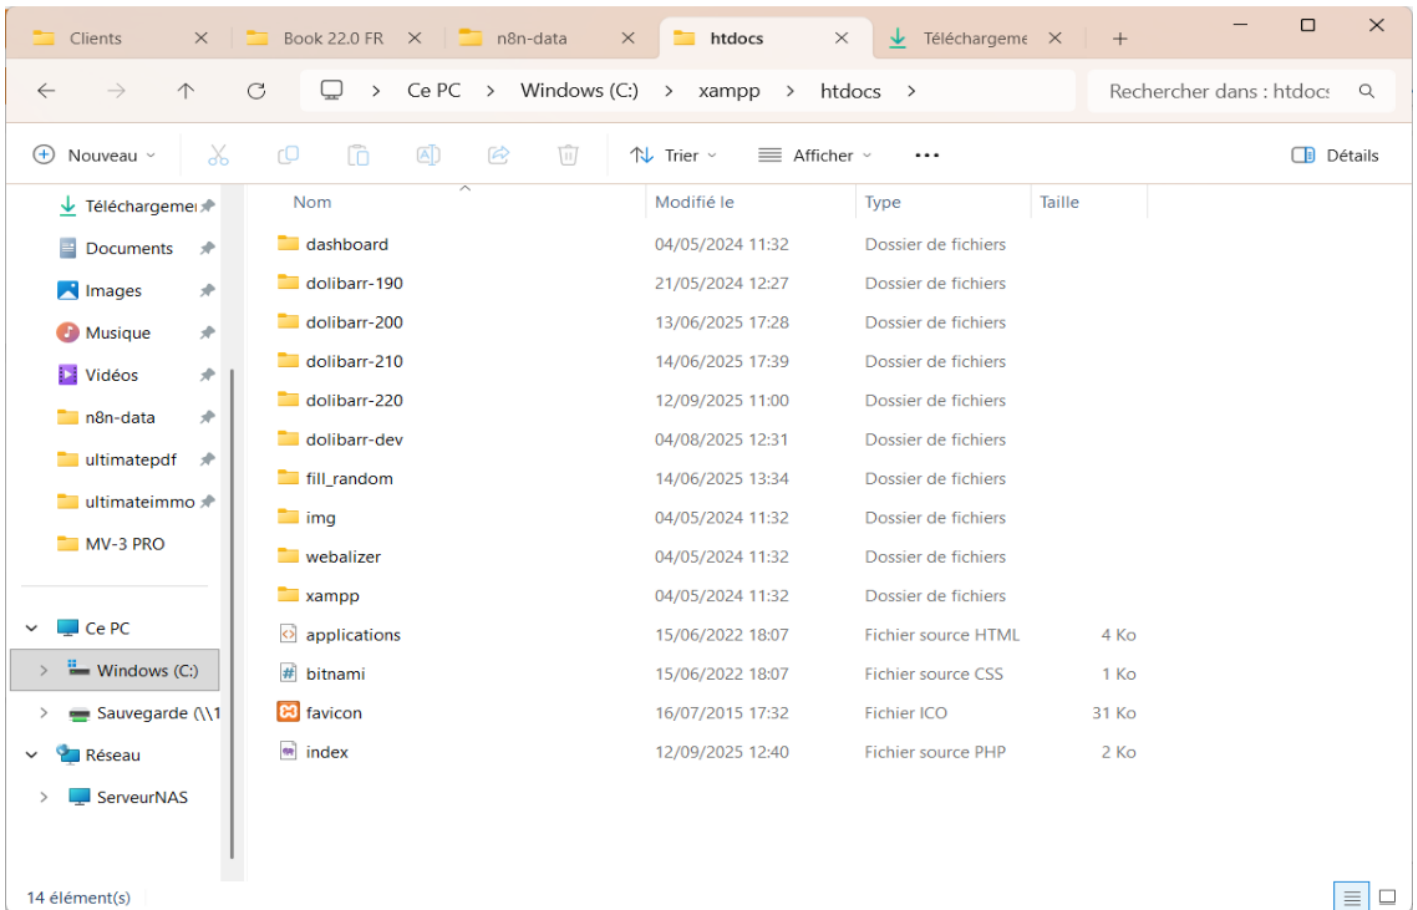 Clients
Book 22.0 FR
n8n-data
htdocs
Téléchargeme
Ce PC > Windows (C:) > xampp > htdocs >
Rechercher dans : htdocs
Nouveau
Trier
Afficher
Détails
Téléchargemei
Documents
Images
Musique
Vidéos
n8n-data
ultimatepdf
ultimateimmo
MV-3 PRO
Ce PC
Windows (C:)
Sauvegarde (\\1
Réseau
ServeurNAS
Nom Modifié le Type Taille
dashboard 04/05/2024 11:32 Dossier de fichiers
dolibarr-190 21/05/2024 12:27 Dossier de fichiers
dolibarr-200 13/06/2025 17:28 Dossier de fichiers
dolibarr-210 14/06/2025 17:39 Dossier de fichiers
dolibarr-220 12/09/2025 11:00 Dossier de fichiers
dolibarr-dev 04/08/2025 12:31 Dossier de fichiers
fill_random 14/06/2025 13:34 Dossier de fichiers
img 04/05/2024 11:32 Dossier de fichiers
webalizer 04/05/2024 11:32 Dossier de fichiers
xampp 04/05/2024 11:32 Dossier de fichiers
applications 15/06/2022 18:07 Fichier source HTML 4 Ko
bitnami 15/06/2022 18:07 Fichier source CSS 1 Ko
favicon 16/07/2015 17:32 Fichier ICO 31 Ko
index 12/09/2025 12:40 Fichier source PHP 2 Ko
14 élément(s)